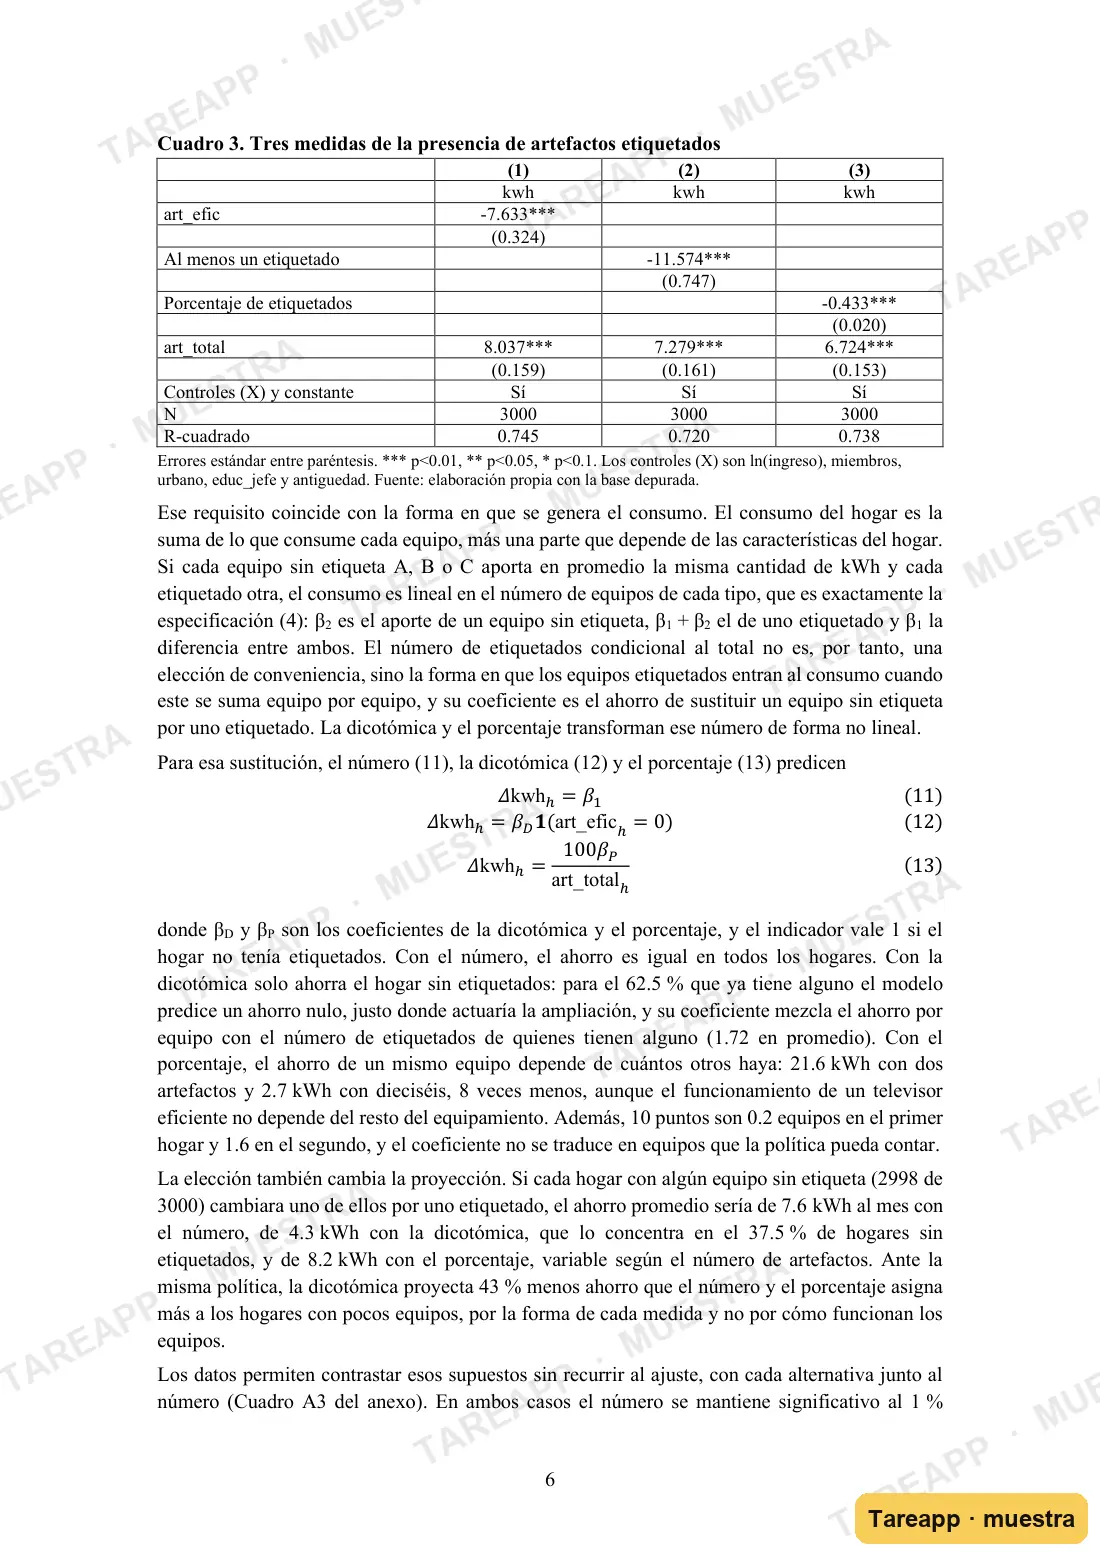 Cuadro 3. Tres medidas de la presencia de artefactos etiquetados
(1) (2) (3)
kwh kwh kwh
art_efic -7.633***
(0.324)
Al menos un etiquetado -11.574***
(0.747)
Porcentaje de etiquetados -0.433***
(0.020)
art_total 8.037*** 7.279*** 6.724***
(0.159) (0.161) (0.153)
Controles (X) y constante Sí Sí Sí
N 3000 3000 3000
R-cuadrado 0.745 0.720 0.738
Errores estándar entre paréntesis. *** p<0.01, ** p<0.05, * p<0.1. Los controles (X) son ln(ingreso), miembros,
urbano, educ_jefe y antiguedad. Fuente: elaboración propia con la base depurada.
Ese requisito coincide con la forma en que se genera el consumo. El consumo del hogar es la
suma de lo que consume cada equipo, más una parte que depende de las características del hogar.
Si cada equipo sin etiqueta A, B o C aporta en promedio la misma cantidad de kWh y cada
etiquetado otra, el consumo es lineal en el número de equipos de cada tipo, que es exactamente la
especificación (4): β₂ es el aporte de un equipo sin etiqueta, β₁ + β₂ el de uno etiquetado y β₁ la
diferencia entre ambos. El número de etiquetados condicional al total no es, por tanto, una
elección de conveniencia, sino la forma en que los equipos etiquetados entran al consumo cuando
este se suma equipo por equipo, y su coeficiente es el ahorro de sustituir un equipo sin etiqueta
por uno etiquetado. La dicotómica y el porcentaje transforman ese número de forma no lineal.
Para esa sustitución, el número (11), la dicotómica (12) y el porcentaje (13) predicen
Δkwhₕ = β₁ (11)
Δkwhₕ = β_D 1(art_eficₕ = 0) (12)
Δkwhₕ = 100β_P / art_totalₕ (13)
donde β_D y β_P son los coeficientes de la dicotómica y el porcentaje, y el indicador vale 1 si el
hogar no tenía etiquetados. Con el número, el ahorro es igual en todos los hogares. Con la
dicotómica solo ahorra el hogar sin etiquetados: para el 62.5 % que ya tiene alguno el modelo
predice un ahorro nulo, justo donde actuaría la ampliación, y su coeficiente mezcla el ahorro por
equipo con el número de etiquetados de quienes tienen alguno (1.72 en promedio). Con el
porcentaje, el ahorro de un mismo equipo depende de cuántos otros haya: 21.6 kWh con dos
artefactos y 2.7 kWh con dieciséis, 8 veces menos, aunque el funcionamiento de un televisor
eficiente no depende del resto del equipamiento. Además, 10 puntos son 0.2 equipos en el primer
hogar y 1.6 en el segundo, y el coeficiente no se traduce en equipos que la política pueda contar.
La elección también cambia la proyección. Si cada hogar con algún equipo sin etiqueta (2998 de
3000) cambiara uno de ellos por uno etiquetado, el ahorro promedio sería de 7.6 kWh al mes con
el número, de 4.3 kWh con la dicotómica, que lo concentra en el 37.5 % de hogares sin
etiquetados, y de 8.2 kWh con el porcentaje, variable según el número de artefactos. Ante la
misma política, la dicotómica proyecta 43 % menos ahorro que el número y el porcentaje asigna
más a los hogares con pocos equipos, por la forma de cada medida y no por cómo funcionan los
equipos.
Los datos permiten contrastar esos supuestos sin recurrir al ajuste, con cada alternativa junto al
número (Cuadro A3 del anexo). En ambos casos el número se mantiene significativo al 1 %
6
Tareapp · muestra
TAREAPP · MUESTRA